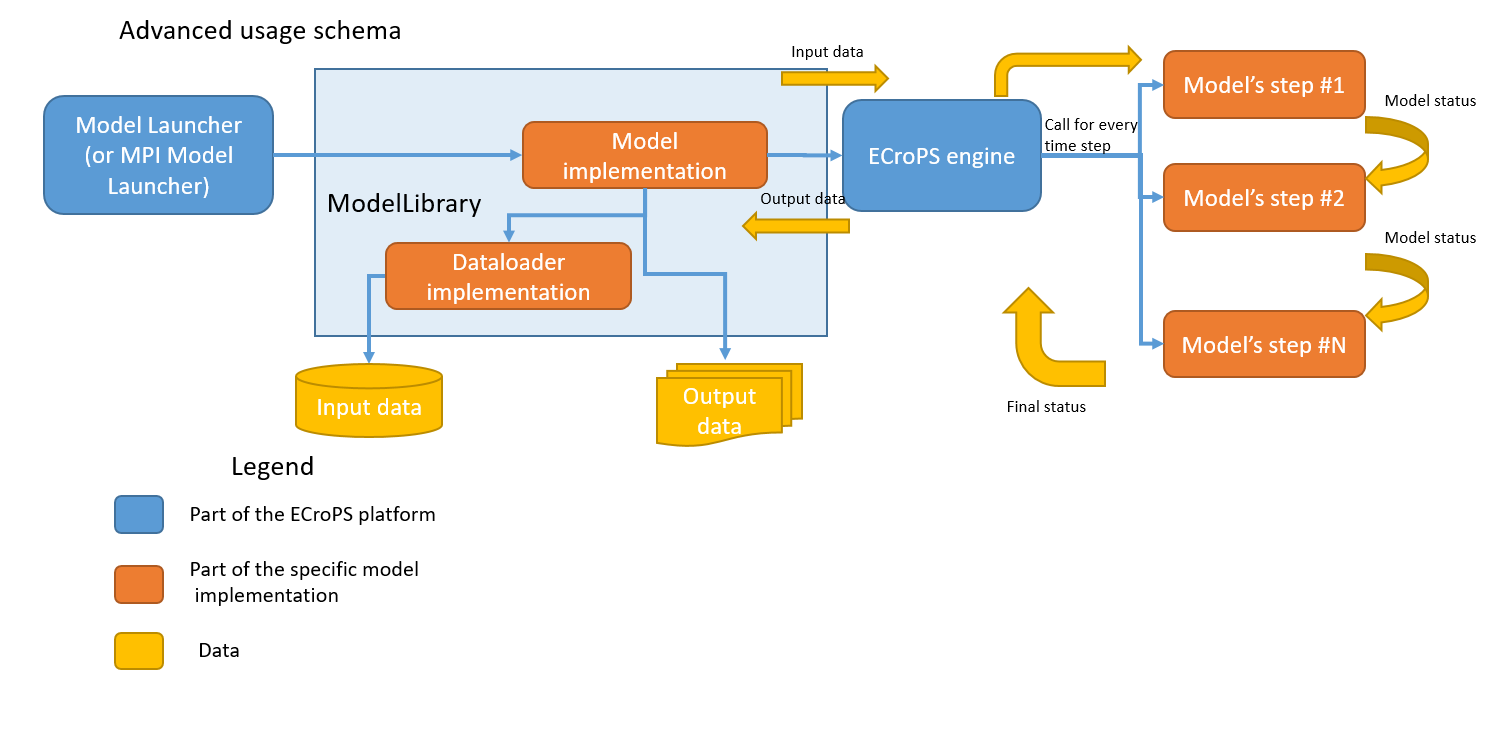 Advanced usage schema
Input data
Model Launcher
(or MPI Model
Launcher)
Model
implementation
ModelLibrary
Dataloader
implementation
Input data
Output
data
Output data
ECroPS engine
Call for every
time step
Model's step #1
Model status
Model's step #2
Model status
Model's step #N
Final status
Legend
Part of the ECroPS platform
Part of the specific model
implementation
Data